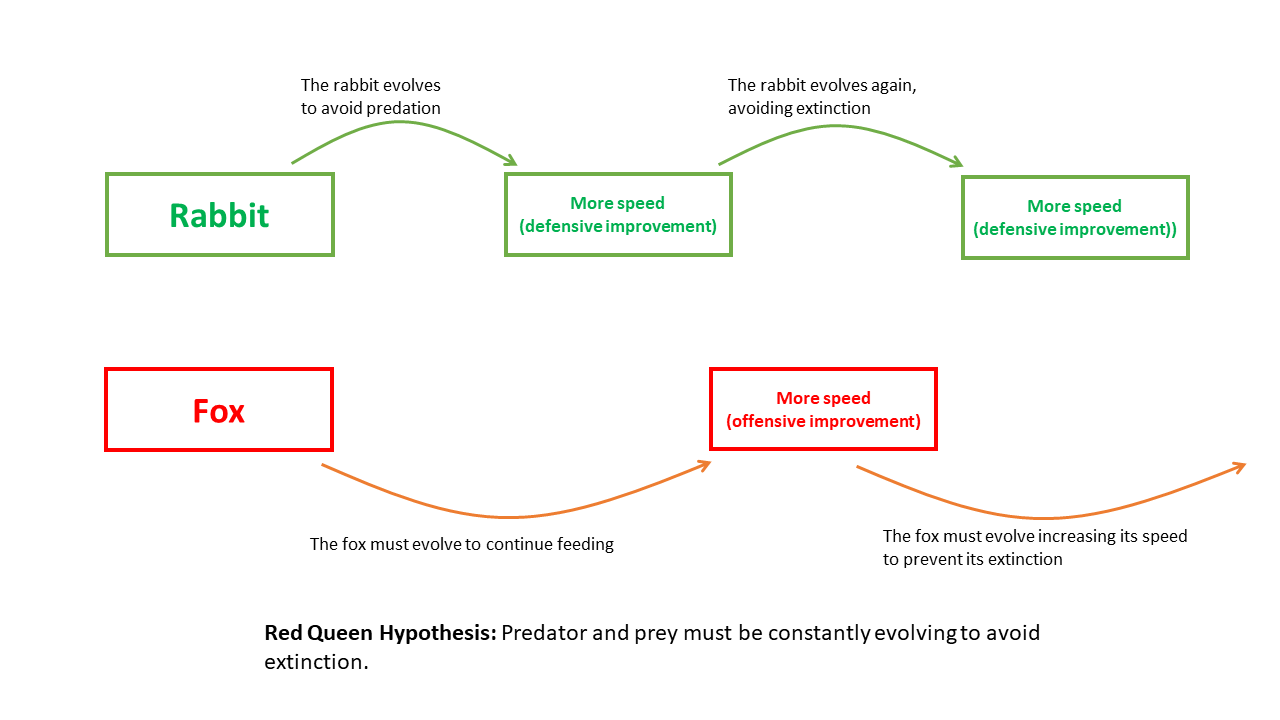 The rabbit evolves
to avoid predation
The rabbit evolves again,
avoiding extinction
Rabbit
More speed
(defensive improvement)
More speed
(defensive improvement))
Fox
More speed
(offensive improvement)
The fox must evolve to continue feeding
The fox must evolve increasing its speed
to prevent its extinction
Red Queen Hypothesis: Predator and prey must be constantly evolving to avoid
extinction.